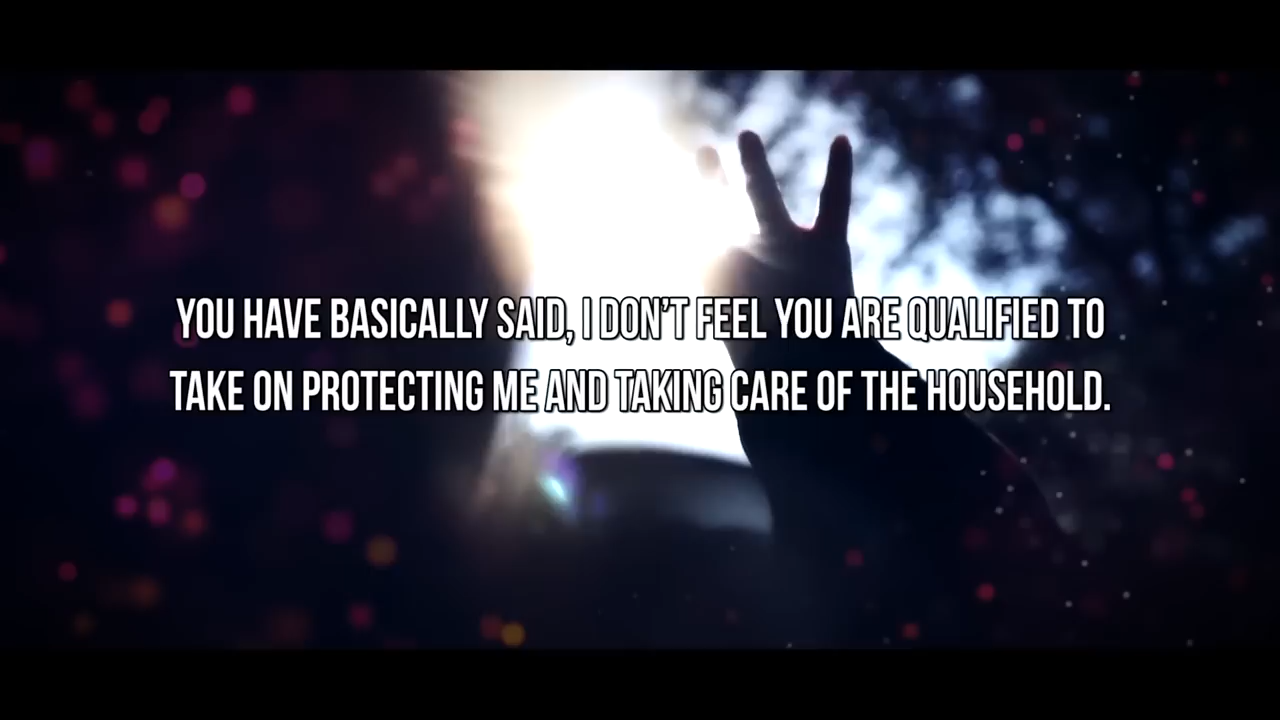 YOU HAVE BASICALLY SAID, I DON'T FEEL YOU ARE QUALIFIED TO
TAKE ON PROTECTING ME AND TAKING CARE OF THE HOUSEHOLD.